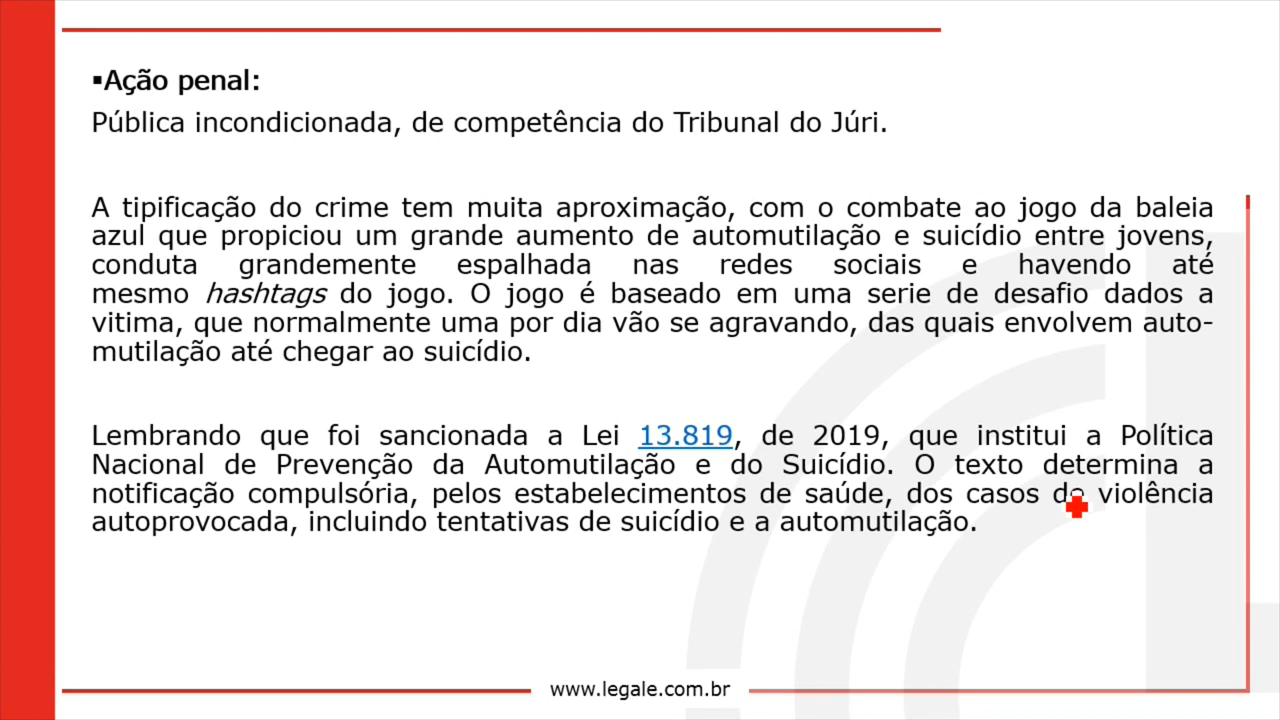 ▪Ação penal:
Pública incondicionada, de competência do Tribunal do Júri.
A tipificação do crime tem muita aproximação, com o combate ao jogo da baleia
azul que propiciou um grande aumento de automutilação e suicídio entre jovens,
conduta grandemente espalhada nas redes sociais e havendo até
mesmo hashtags do jogo. O jogo é baseado em uma serie de desafio dados a
vitima, que normalmente uma por dia vão se agravando, das quais envolvem auto-
mutilação até chegar ao suicídio.
Lembrando que foi sancionada a Lei 13.819, de 2019, que institui a Política
Nacional de Prevenção da Automutilação e do Suicídio. O texto determina a
notificação compulsória, pelos estabelecimentos de saúde, dos casos de violência
autoprovocada, incluindo tentativas de suicídio e a automutilação.
www.legale.com.br